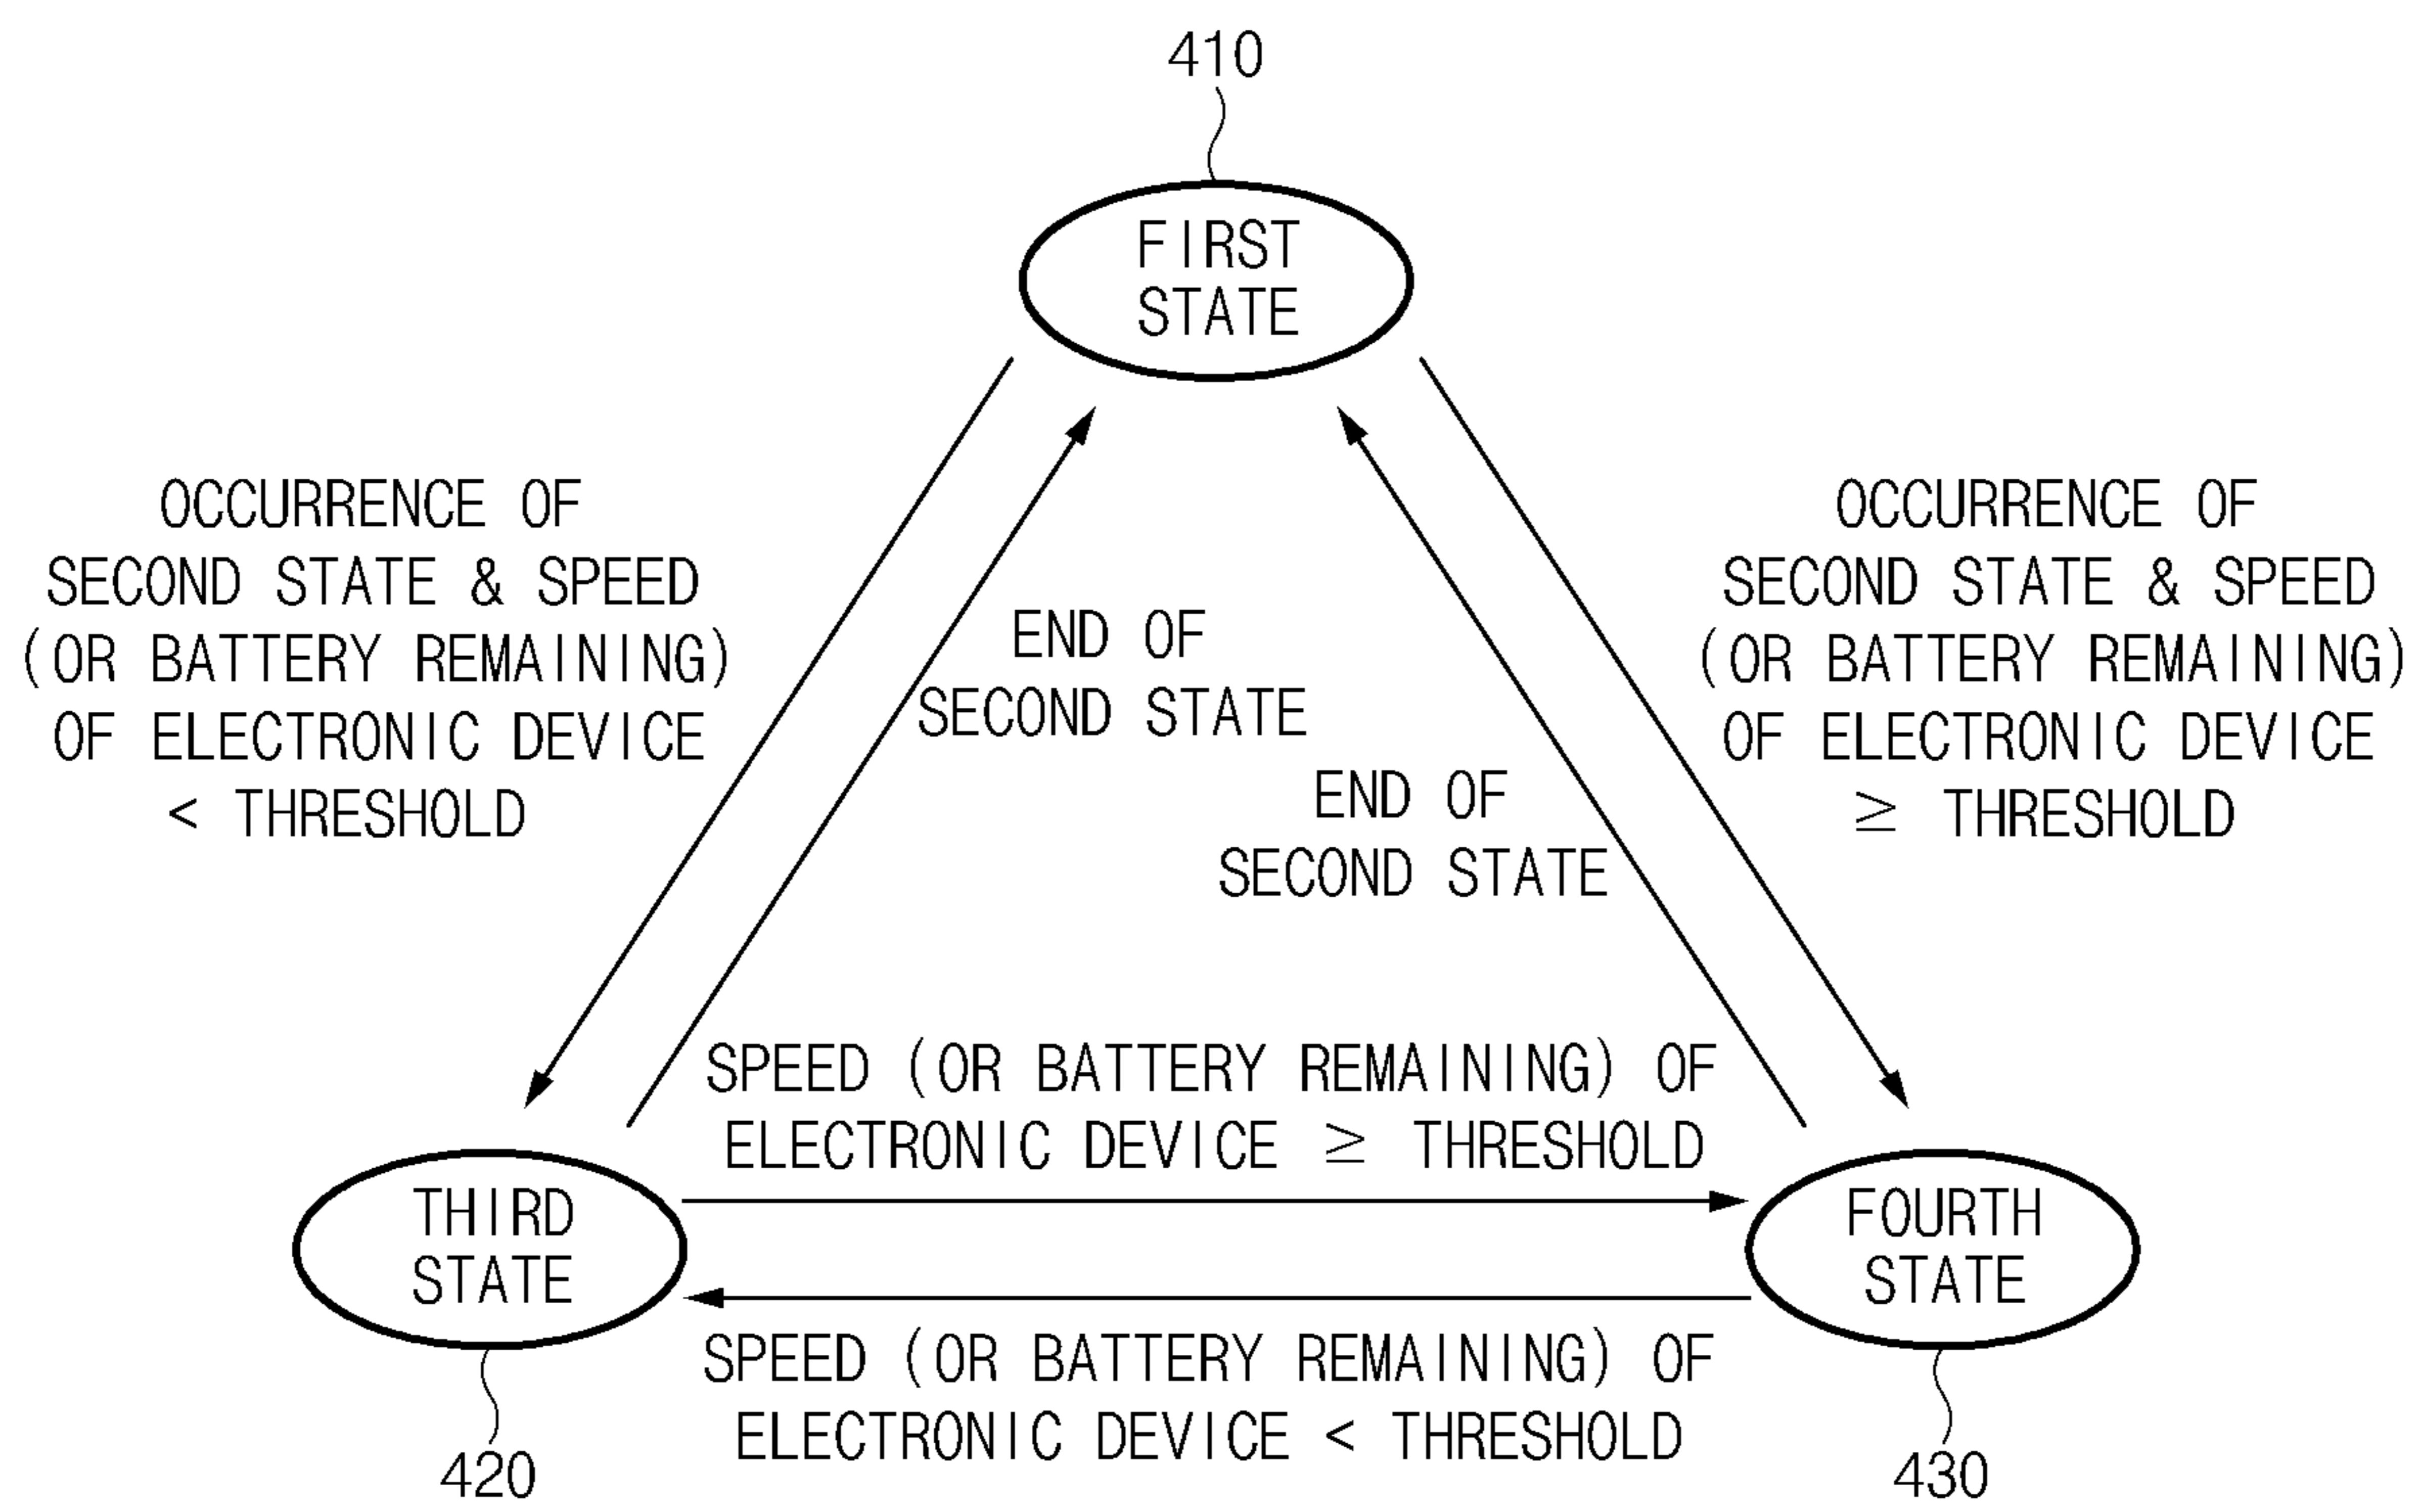 410
FIRST
STATE
OCCURRENCE OF
SECOND STATE & SPEED
(OR BATTERY REMAINING)
OF ELECTRONIC DEVICE
< THRESHOLD
END OF
SECOND STATE
END OF
SECOND STATE
OCCURRENCE OF
SECOND STATE & SPEED
(OR BATTERY REMAINING)
OF ELECTRONIC DEVICE
≥ THRESHOLD
SPEED (OR BATTERY REMAINING) OF
ELECTRONIC DEVICE ≥ THRESHOLD
THIRD
STATE
FOURTH
STATE
SPEED (OR BATTERY REMAINING) OF
ELECTRONIC DEVICE < THRESHOLD
420
430